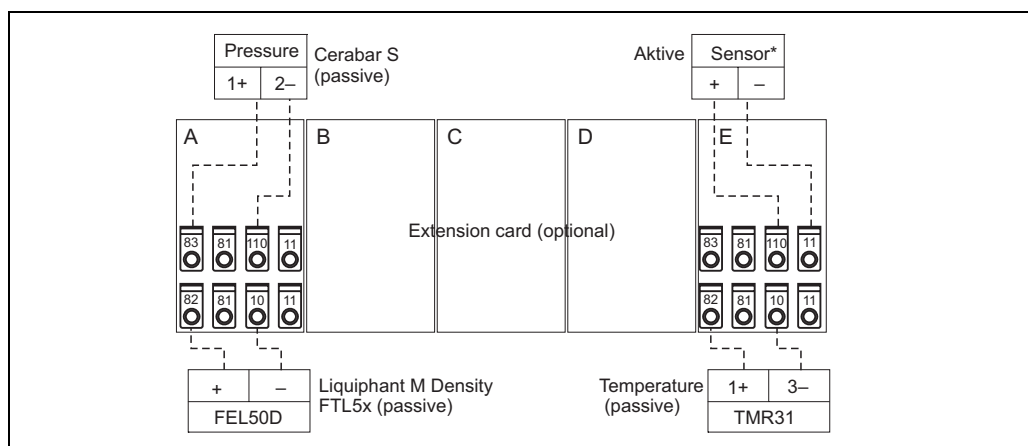 Pressure
1+ 2–
Cerabar S
(passive)
Aktive
Sensor*
+ –
A B C D E
Extension card (optional)
83 81 110 11
83 81 110 11
82 81 10 11
82 81 10 11
+ –
FEL50D
Liquiphant M Density
FTL5x (passive)
Temperature
(passive)
1+ 3–
TMR31